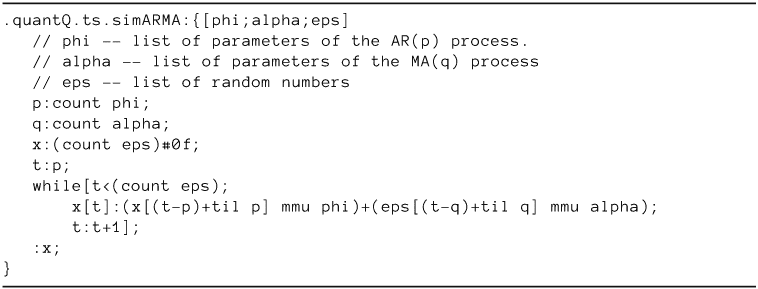 .quantQ.ts.simARMA:{[phi;alpha;eps]
// phi -- list of parameters of the AR(p) process.
// alpha -- list of parameters of the MA(q) process
// eps -- list of random numbers
p:count phi;
q:count alpha;
x:(count eps)#0f;
t:p;
while[t<(count eps);
x[t]:(x[(t-p)+til p] mmu phi)+(eps[(t-q)+til q] mmu alpha);
t:t+1];
:x;
}